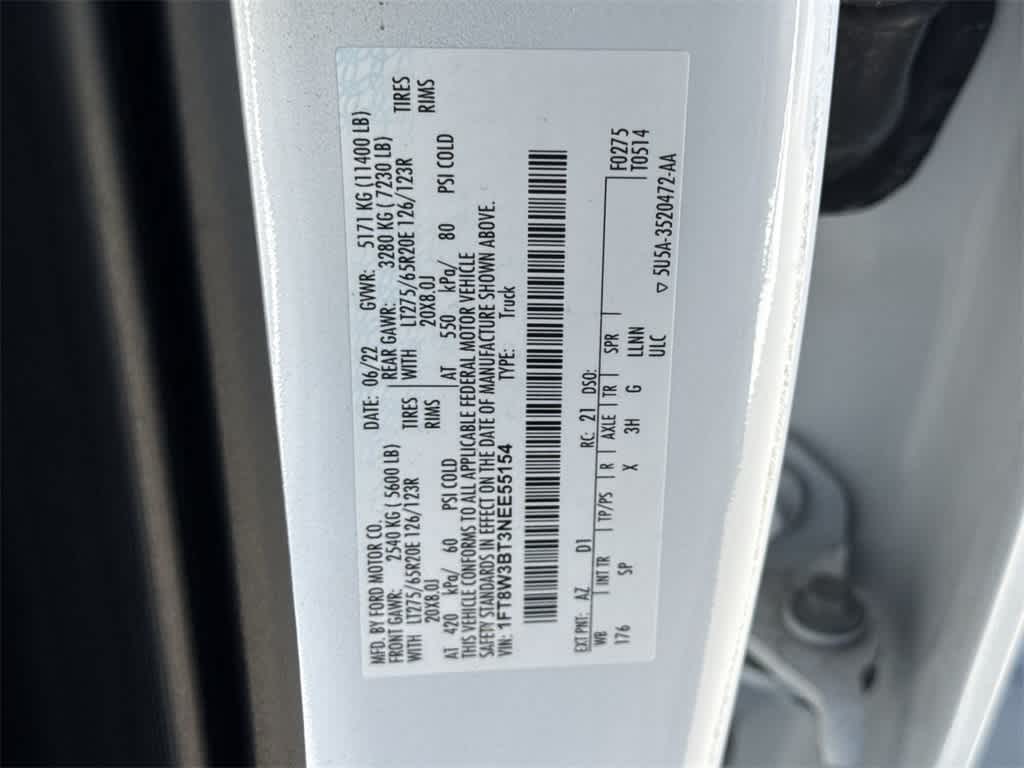 MFD. BY FORD MOTOR CO. DATE: 06/22 GVWR: 5171 KG (11400 LB)
FRONT GAWR: 2540 KG ( 5600 LB) REAR GAWR: 3280 KG ( 7230 LB)
WITH LT275/65R20E 126/123R TIRES WITH LT275/65R20E 126/123R TIRES
20X8.0J RIMS 20X8.0J RIMS
AT 420 kPa/ 60 PSI COLD AT 550 kPa/ 80 PSI COLD
THIS VEHICLE CONFORMS TO ALL APPLICABLE FEDERAL MOTOR VEHICLE
SAFETY STANDARDS IN EFFECT ON THE DATE OF MANUFACTURE SHOWN ABOVE.
VIN: 1FT8W3BT3NEE55154 TYPE: Truck
EXT PNT: AZ D1 RC: 21 DSO:
WB INT TR TP/PS R AXLE TR SPR F0275
176 SP X 3H G LLNN T0514
ULC
▽ 5U5A-3520472-AA